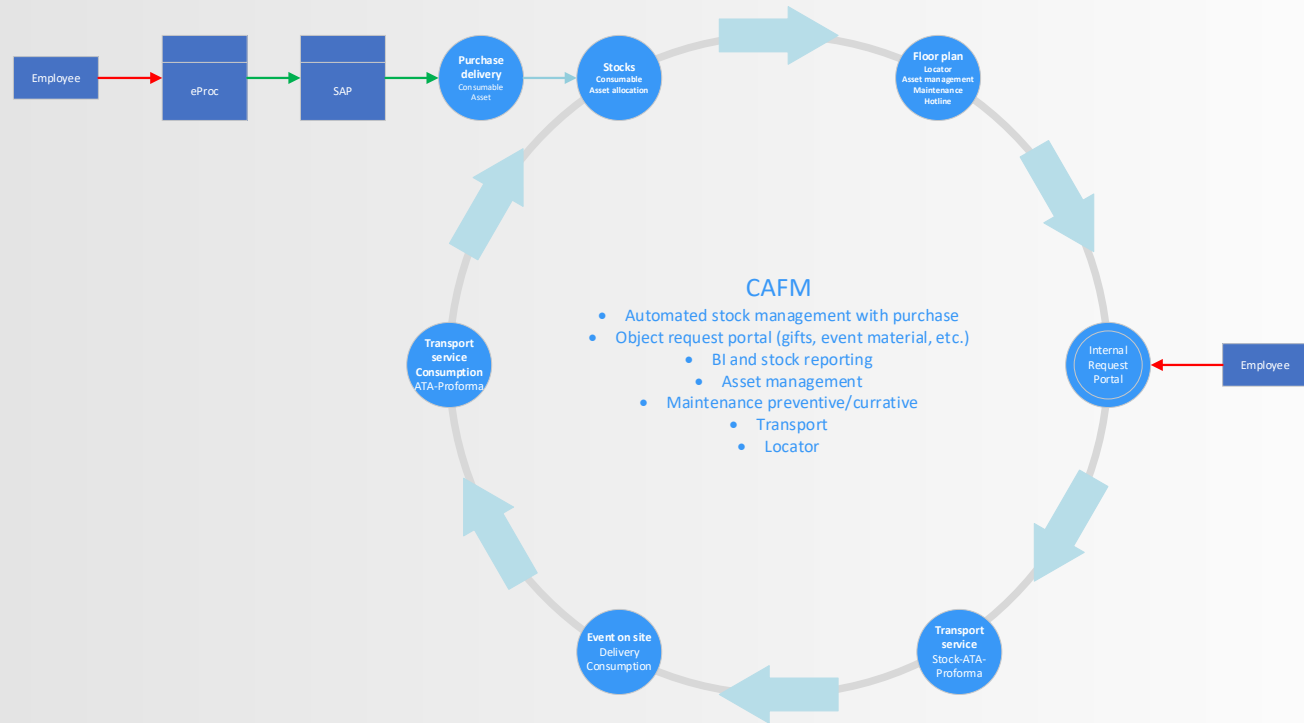 Employee
eProc
SAP
Purchase
delivery
Consumable
Asset
Stocks
Consumable
Asset allocation
Floor plan
Locator
Asset management
Maintenance
Hotline
CAFM
• Automated stock management with purchase
• Object request portal (gifts, event material, etc.)
• BI and stock reporting
• Asset management
• Maintenance preventive/currative
• Transport
• Locator
Transport
service
Consumption
ATA-Proforma
Internal
Request
Portal
Employee
Event on site
Delivery
Consumption
Transport
service
Stock-ATA-
Proforma